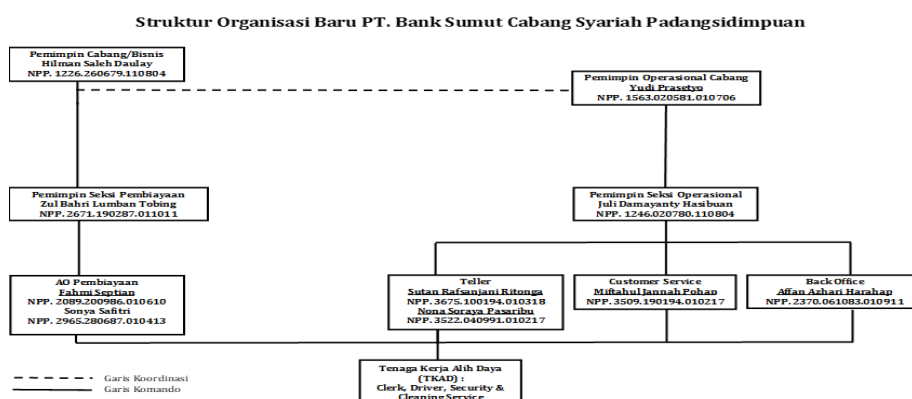 Struktur Organisasi Baru PT. Bank Sumut Cabang Syariah Padangsidimpuan
Pemimpin Cabang/Bisnis
Hilman Saleh Daulay
NPP. 1226.260679.110804
Pemimpin Operasional Cabang
Yudi Prasetyo
NPP. 1563.020581.010706
Pemimpin Seksi Pembiayaan
Zul Bahri Lumban Tobing
NPP. 2671.190287.011011
Pemimpin Seksi Operasional
Juli Damayanty Hasibuan
NPP. 1246.020780.110804
AO Pembiayaan
Fahmi Septian
NPP. 2089.200986.010610
Sonya Safitri
NPP. 2965.280687.010413
Teller
Sutan Rafsanjani Ritonga
NPP. 3675.100194.010318
Nona Soraya Pasaribu
NPP. 3522.040991.010217
Customer Service
Miftahul Jannah Pohan
NPP. 3509.190194.010217
Back Office
Affan Azhari Harahap
NPP. 2370.061083.010911
Tenaga Kerja Alih Daya
(TKAD) :
Clerk, Driver, Security &
Cleaning Service
Garis Koordinasi
Garis Komando